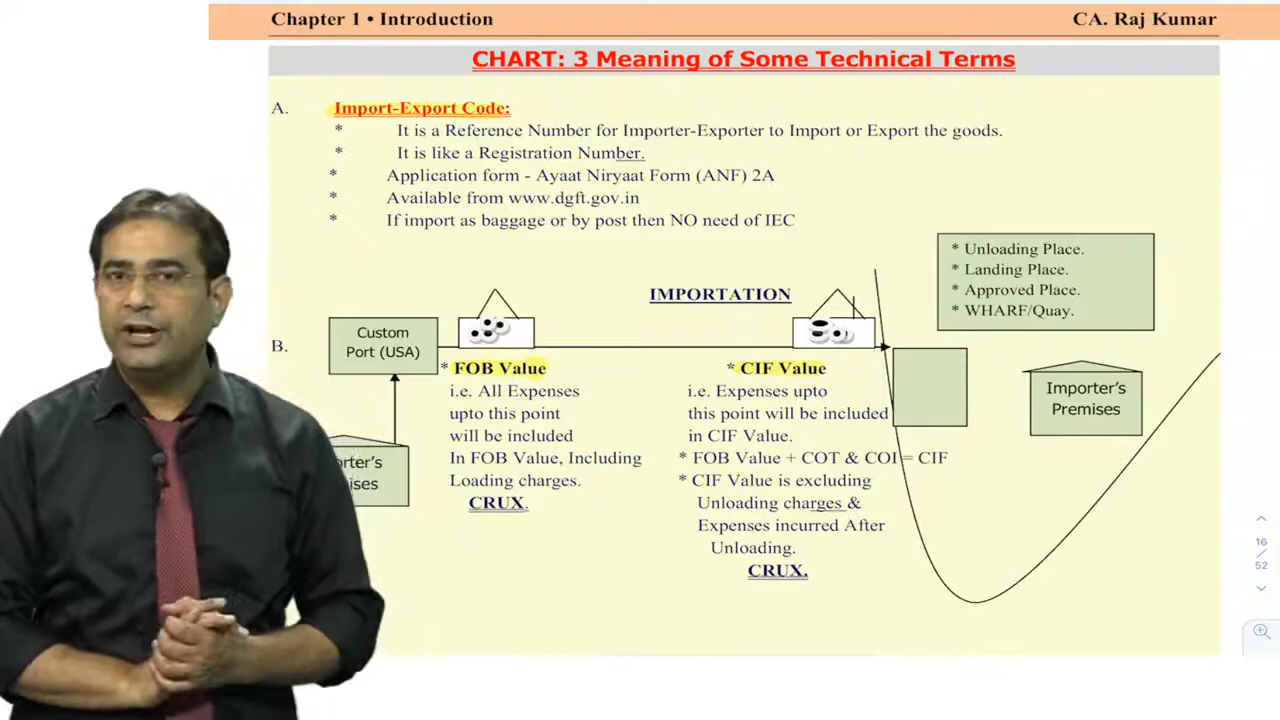 Chapter 1 • Introduction
CA. Raj Kumar
CHART: 3 Meaning of Some Technical Terms
A. Import-Export Code:
* It is a Reference Number for Importer-Exporter to Import or Export the goods.
* It is like a Registration Number.
* Application form - Ayaat Niryaat Form (ANF) 2A
* Available from www.dgft.gov.in
* If import as baggage or by post then NO need of IEC
* Unloading Place.
* Landing Place.
* Approved Place.
* WHARF/Quay.
IMPORTATION
B.
Custom
Port (USA)
* FOB Value
i.e. All Expenses
upto this point
will be included
In FOB Value, Including
Loading charges.
CRUX.
* CIF Value
i.e. Expenses upto
this point will be included
in CIF Value.
* FOB Value + COT & COI = CIF
* CIF Value is excluding
Unloading charges &
Expenses incurred After
Unloading.
CRUX.
Importer's
Premises
orter's
ises
16
/
52